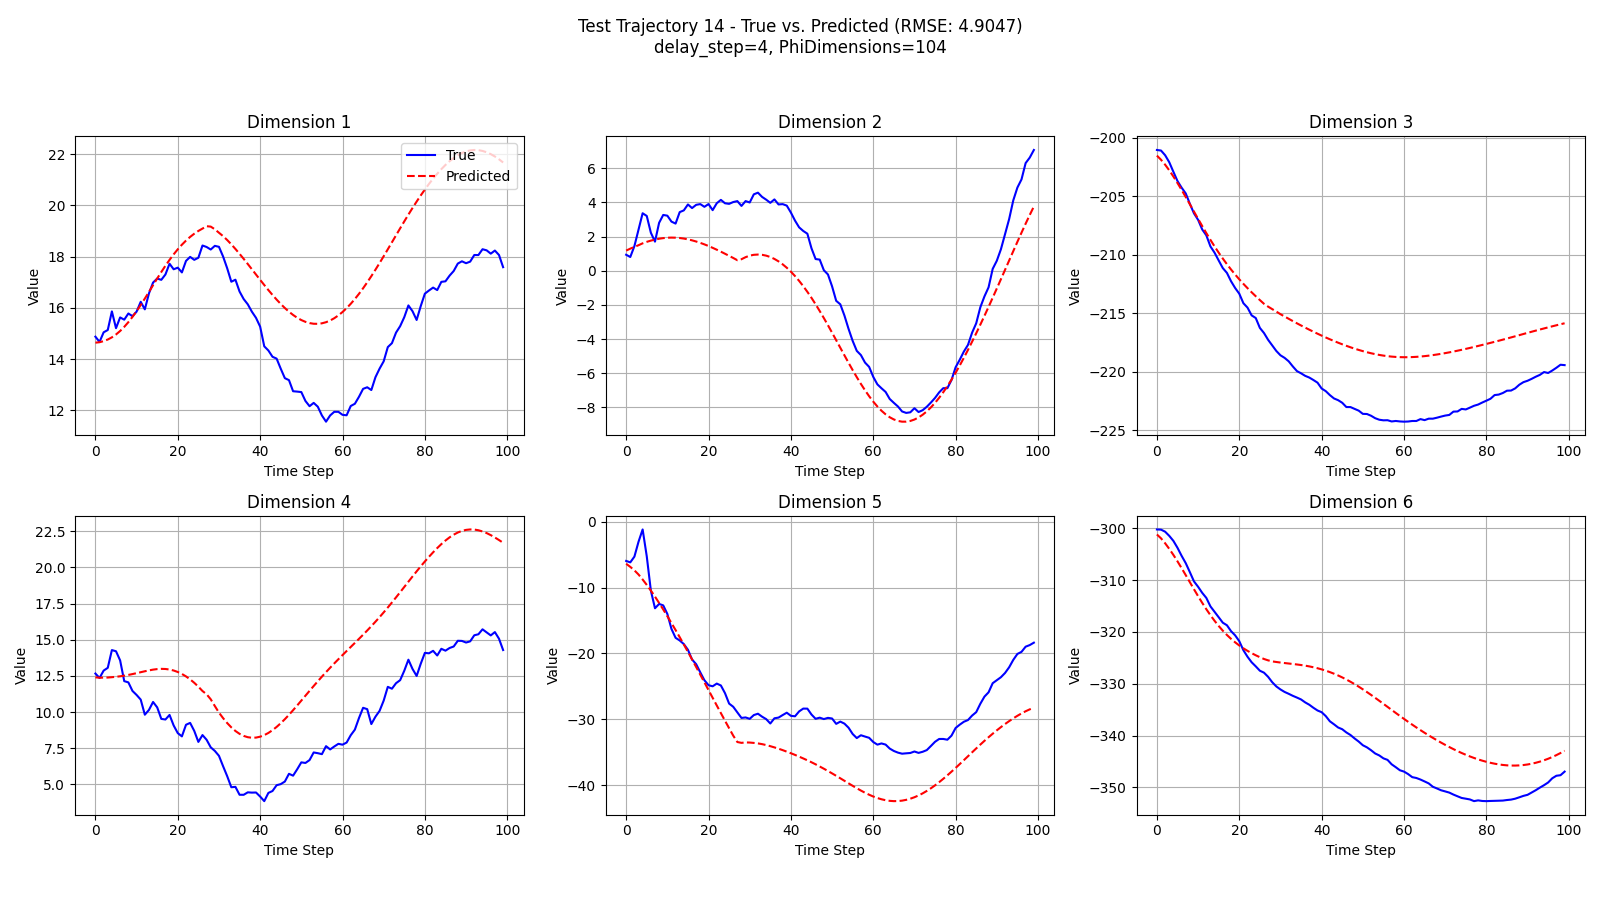 Test Trajectory 14 - True vs. Predicted (RMSE: 4.9047)
delay_step=4, PhiDimensions=104
Dimension 1
22
20
18
16
14
12
Value
0 20 40 60 80 100
Time Step
True
Predicted
Dimension 2
6
4
2
0
−2
−4
−6
−8
Value
0 20 40 60 80 100
Time Step
Dimension 3
−200
−205
−210
−215
−220
−225
Value
0 20 40 60 80 100
Time Step
Dimension 4
22.5
20.0
17.5
15.0
12.5
10.0
7.5
5.0
Value
0 20 40 60 80 100
Time Step
Dimension 5
0
−10
−20
−30
−40
Value
0 20 40 60 80 100
Time Step
Dimension 6
−300
−310
−320
−330
−340
−350
Value
0 20 40 60 80 100
Time Step